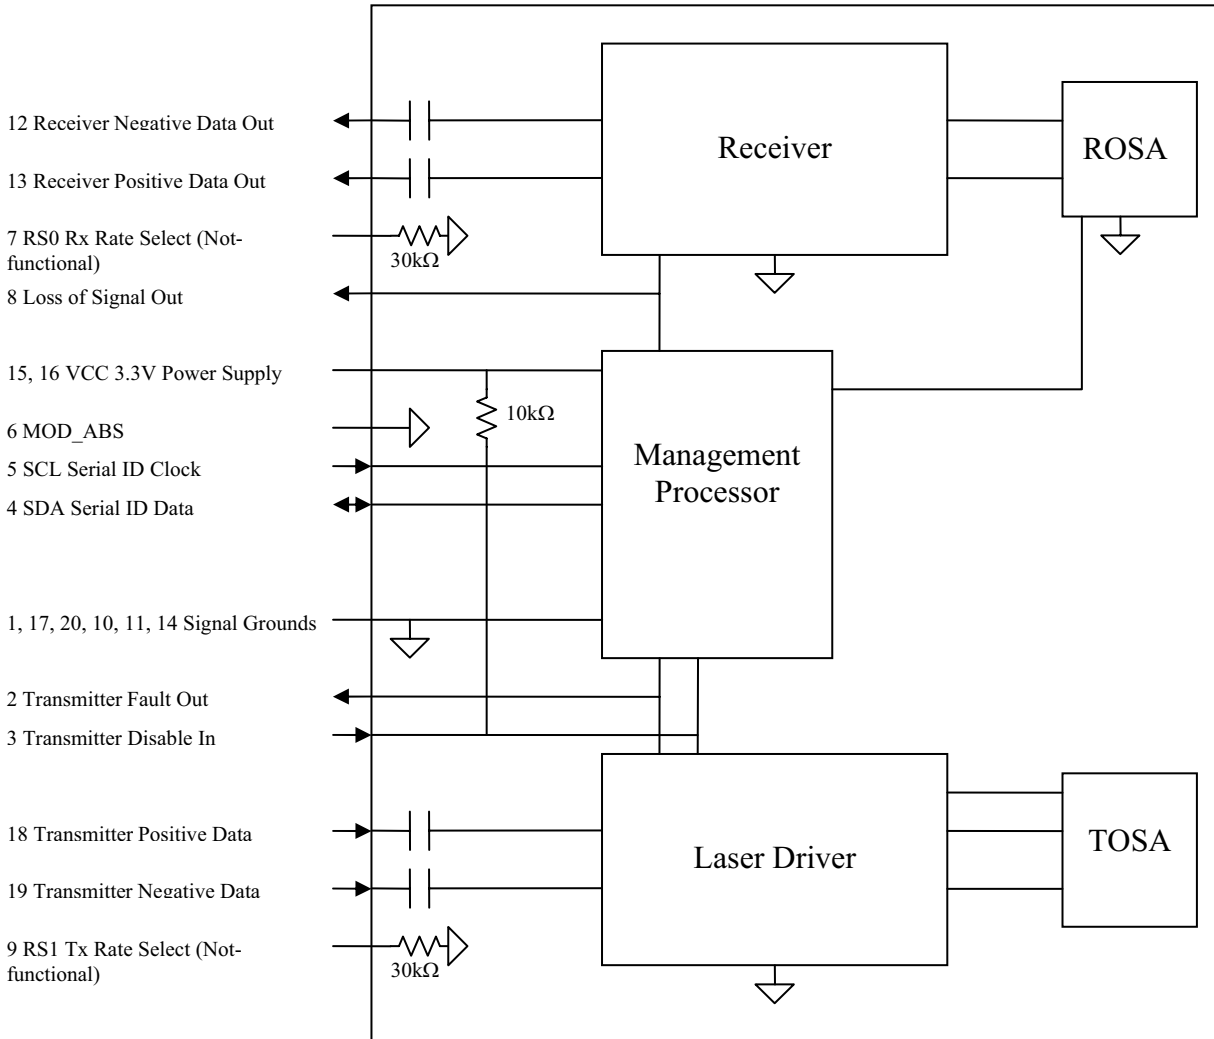 12 Receiver Negative Data Out
13 Receiver Positive Data Out
7 RS0 Rx Rate Select (Not-
functional)
30kΩ
8 Loss of Signal Out
15, 16 VCC 3.3V Power Supply
10kΩ
6 MOD_ABS
5 SCL Serial ID Clock
4 SDA Serial ID Data
1, 17, 20, 10, 11, 14 Signal Grounds
2 Transmitter Fault Out
3 Transmitter Disable In
18 Transmitter Positive Data
19 Transmitter Negative Data
9 RS1 Tx Rate Select (Not-
functional)
30kΩ
Receiver
ROSA
Management
Processor
Laser Driver
TOSA